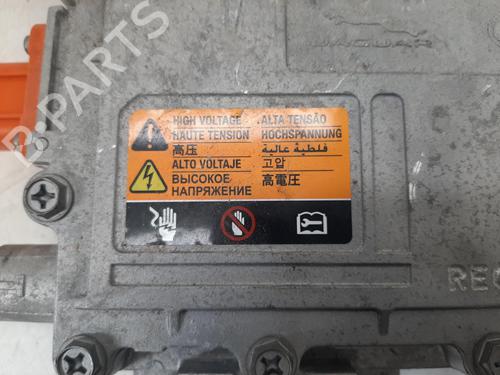 JAGUAR
HIGH VOLTAGE
HAUTE TENSION
高压
ALTO VOLTAJE
ВЫСОКОЕ
НАПРЯЖЕНИЕ
ALTA TENSÃO
HOCHSPANNUNG
فلطية عالية
고압
高電圧
B-PARTS